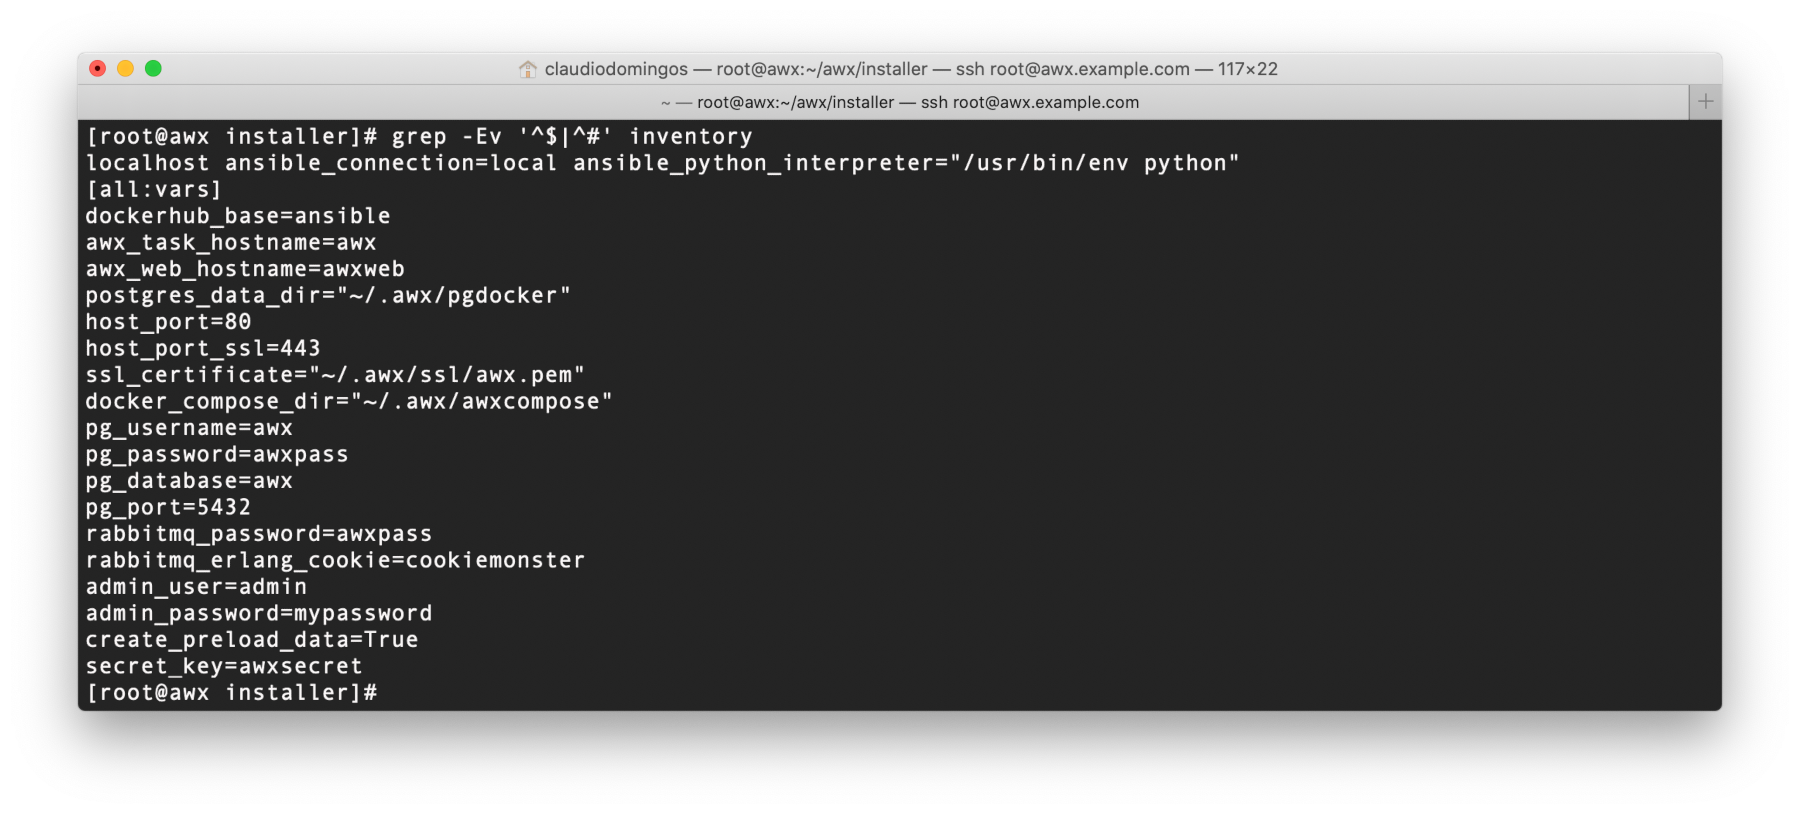 claudiodomingos — root@awx:~/awx/installer — ssh root@awx.example.com — 117×22
~ — root@awx:~/awx/installer — ssh root@awx.example.com
[root@awx installer]# grep -Ev '^$|^#' inventory
localhost ansible_connection=local ansible_python_interpreter="/usr/bin/env python"
[all:vars]
dockerhub_base=ansible
awx_task_hostname=awx
awx_web_hostname=awxweb
postgres_data_dir="~/.awx/pgdocker"
host_port=80
host_port_ssl=443
ssl_certificate="~/.awx/ssl/awx.pem"
docker_compose_dir="~/.awx/awxcompose"
pg_username=awx
pg_password=awxpass
pg_database=awx
pg_port=5432
rabbitmq_password=awxpass
rabbitmq_erlang_cookie=cookiemonster
admin_user=admin
admin_password=mypassword
create_preload_data=True
secret_key=awxsecret
[root@awx installer]#